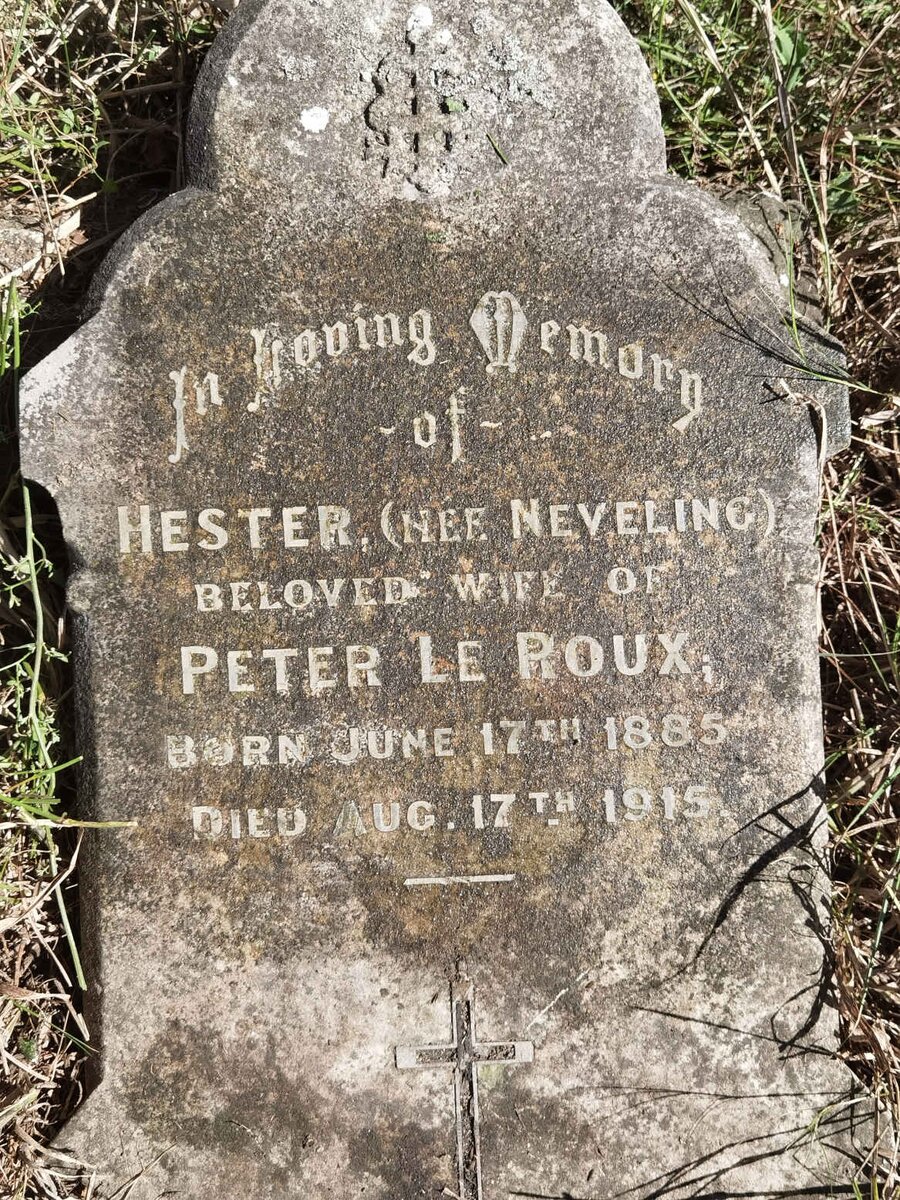 In Loving Memory
- of -
HESTER, (NÉE NEVELING)
BELOVED WIFE OF
PETER LE ROUX;
BORN JUNE 17TH 1885
DIED AUG. 17TH 1915.